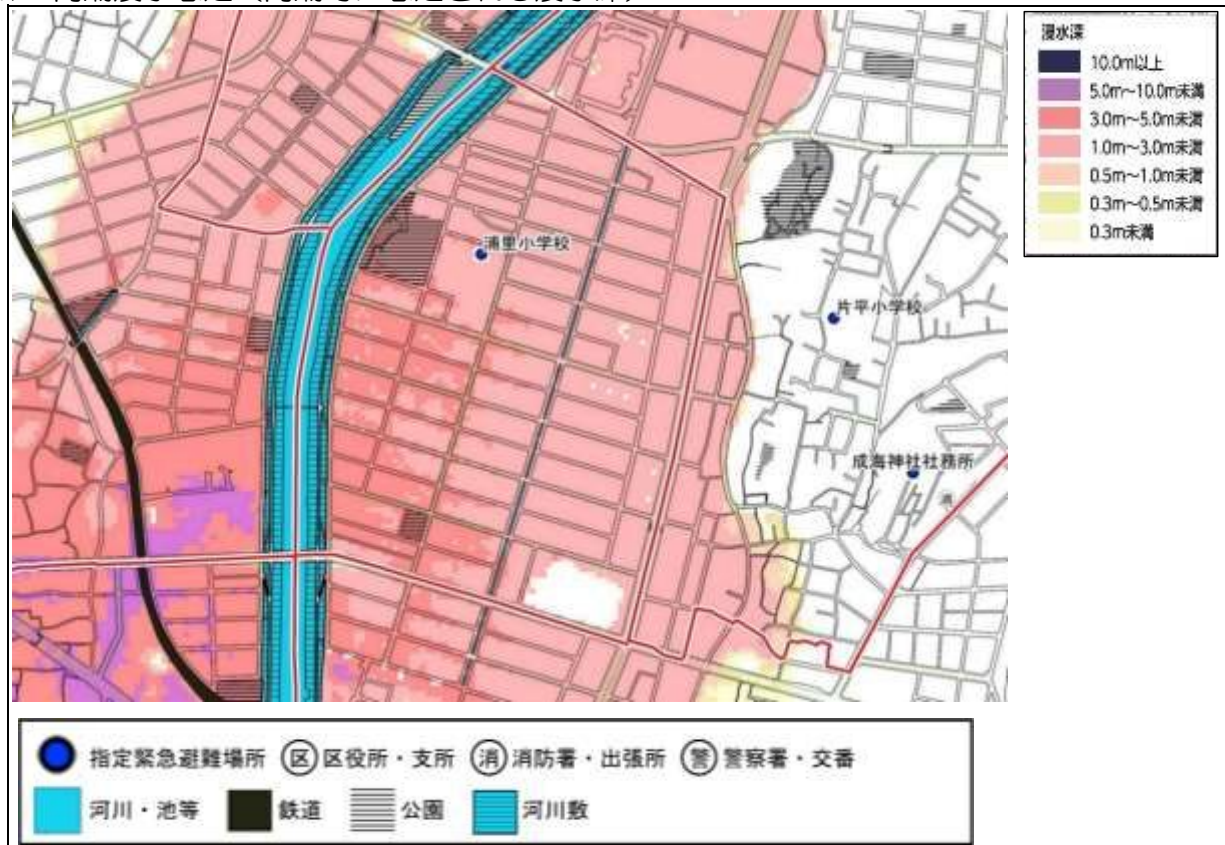 浸水深
10.0m以上
5.0m〜10.0m未満
3.0m〜5.0m未満
1.0m〜3.0m未満
0.5m〜1.0m未満
0.3m〜0.5m未満
0.3m未満
浦里小学校
片平小学校
成海神社社務所
消
指定緊急避難場所 区 区役所・支所 消 消防署・出張所 警 警察署・交番
河川・池等 鉄道 公園 河川敷